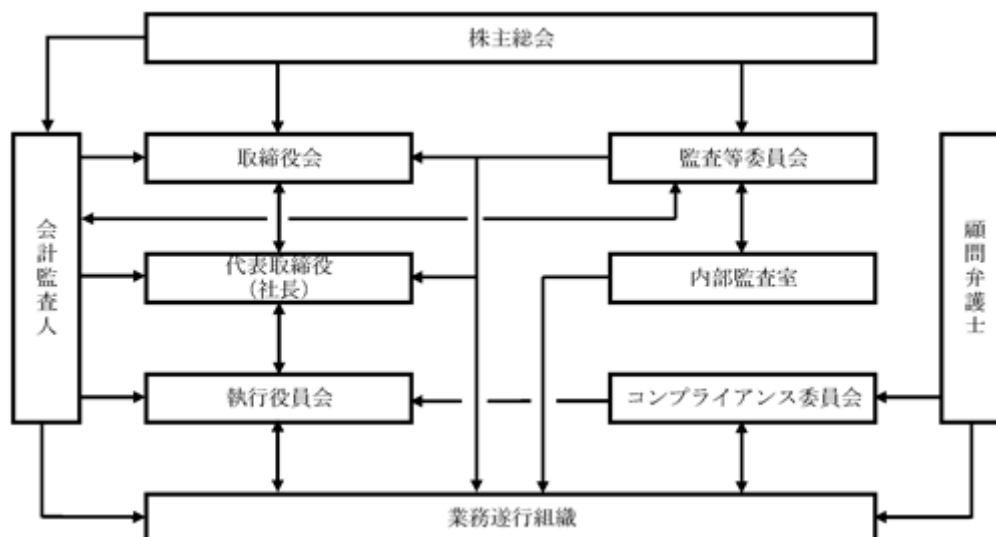 株主総会
取締役会
監査等委員会
会計監査人
顧問弁護士
代表取締役
(社長)
内部監査室
執行役員会
コンプライアンス委員会
業務遂行組織